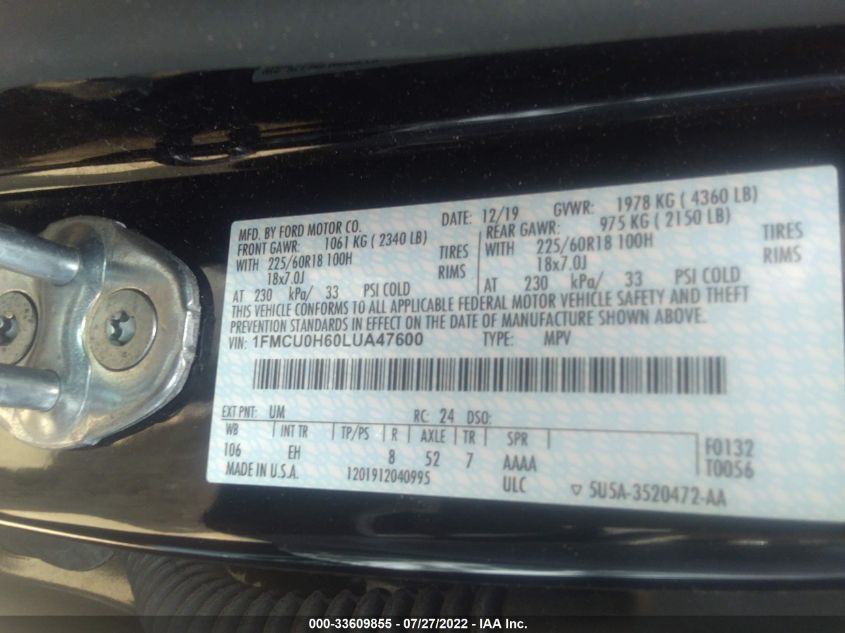 MFD. BY FORD MOTOR CO. DATE: 12/19 GVWR: 1978 KG ( 4360 LB)
FRONT GAWR: 1061 KG ( 2340 LB) REAR GAWR: 975 KG ( 2150 LB)
WITH 225/60R18 100H TIRES WITH 225/60R18 100H TIRES
18x7.0J RIMS 18x7.0J RIMS
AT 230 kPa/ 33 PSI COLD AT 230 kPa/ 33 PSI COLD
THIS VEHICLE CONFORMS TO ALL APPLICABLE FEDERAL MOTOR VEHICLE SAFETY AND THEFT
PREVENTION STANDARDS IN EFFECT ON THE DATE OF MANUFACTURE SHOWN ABOVE.
VIN: 1FMCU0H60LUA47600 TYPE: MPV
EXT PNT: UM RC: 24 DSO:
WB INT TR TP/PS R AXLE TR SPR F0132
106 EH 8 52 7 AAAA T0056
MADE IN U.S.A. 1201912040995 ULC ▽ 5U5A-3520472-AA
000-33609855 - 07/27/2022 - IAA Inc.